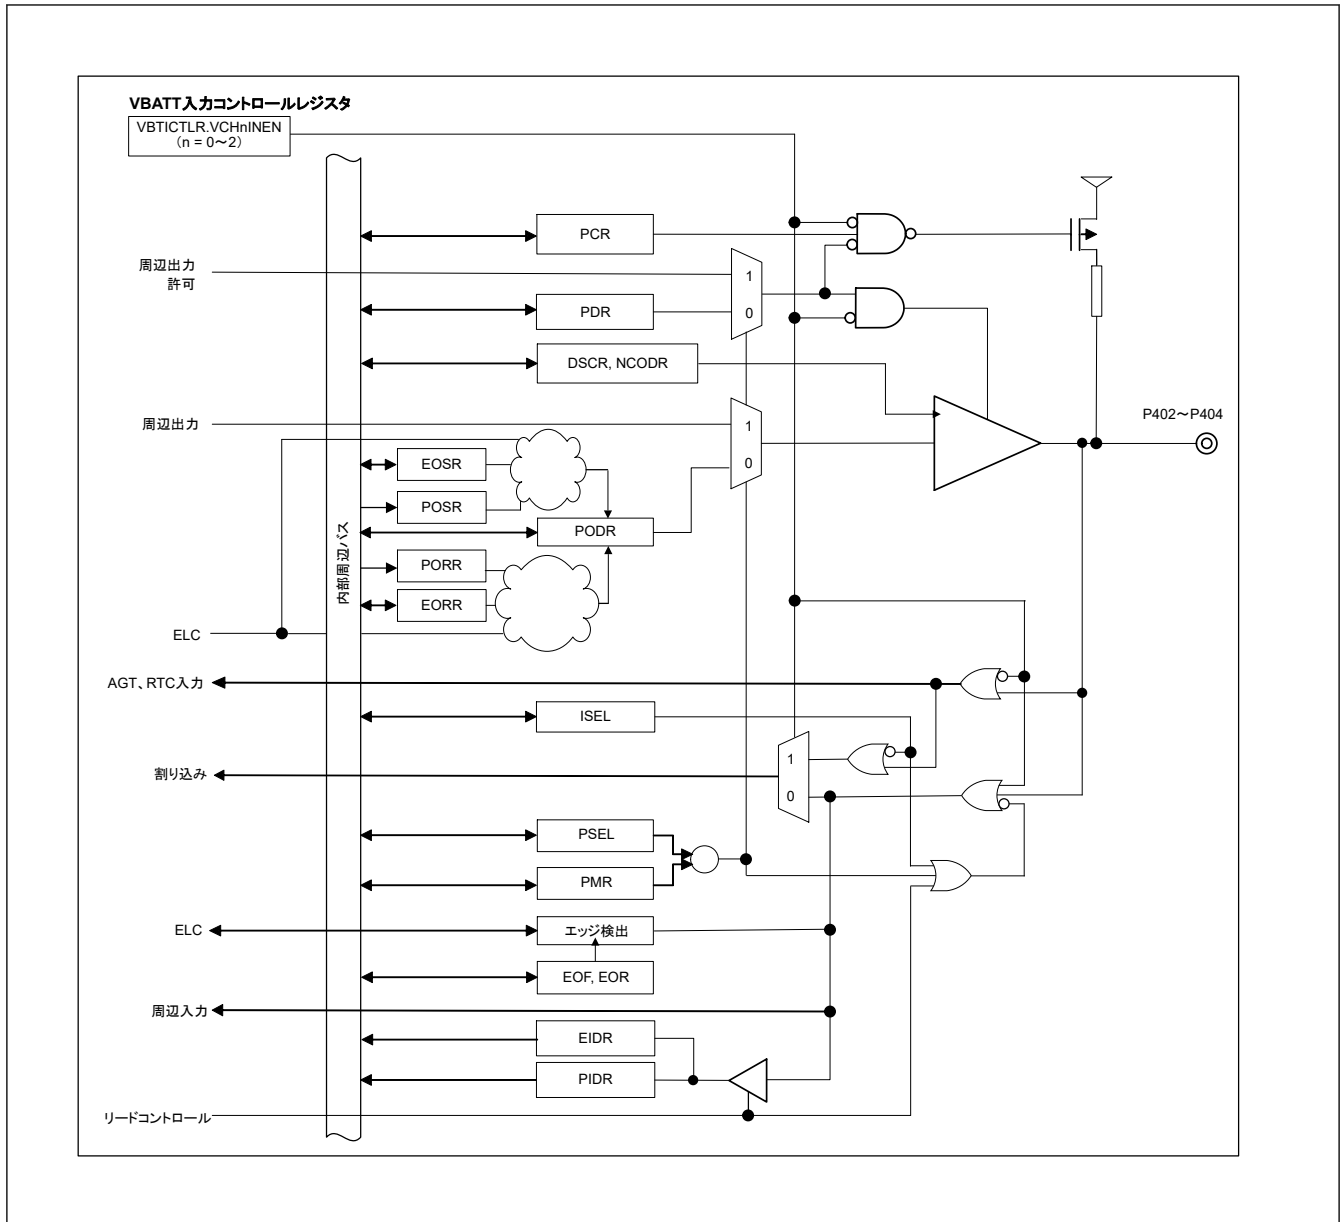 VBATT入力コントロールレジスタ
VBTICTLR.VCHnINEN
（n = 0～2）
PCR
周辺出力
許可
1
0
PDR
DSCR, NCODR
周辺出力
1
0
P402～P404
EOSR
POSR
PODR
内部周辺バス
PORR
EORR
ELC
AGT、RTC入力
ISEL
割り込み
1
0
PSEL
PMR
ELC
エッジ検出
EOF, EOR
周辺入力
EIDR
PIDR
リードコントロール